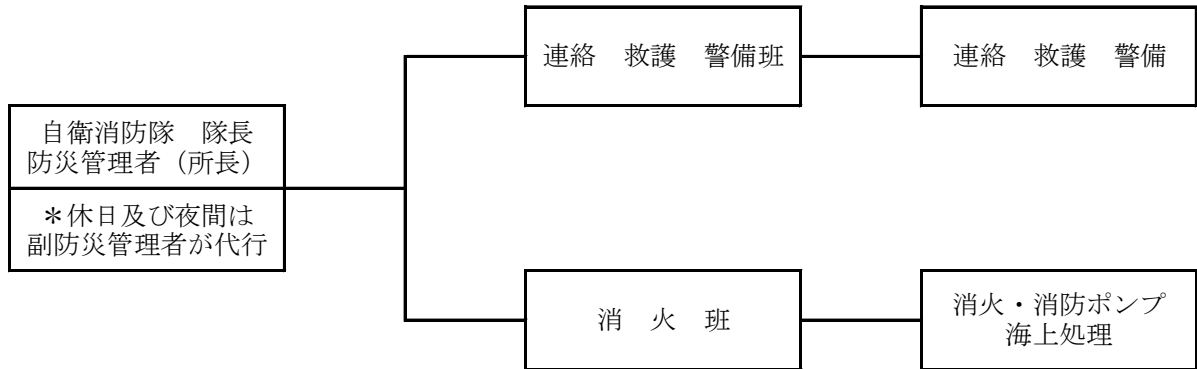 連絡　救護　警備班
連絡　救護　警備
自衛消防隊　隊長
防災管理者（所長）
＊休日及び夜間は
副防災管理者が代行
消　火　班
消火・消防ポンプ
海上処理